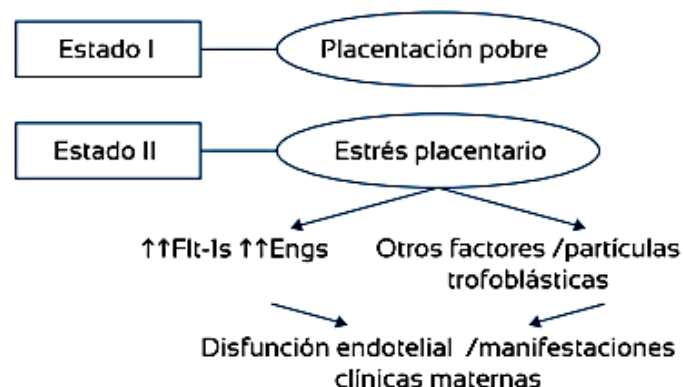 Estado I
Placentación pobre
Estado II
Estrés placentario
↑↑Flt-1s ↑↑Engs
Otros factores /partículas
trofoblásticas
Disfunción endotelial /manifestaciones
clínicas maternas